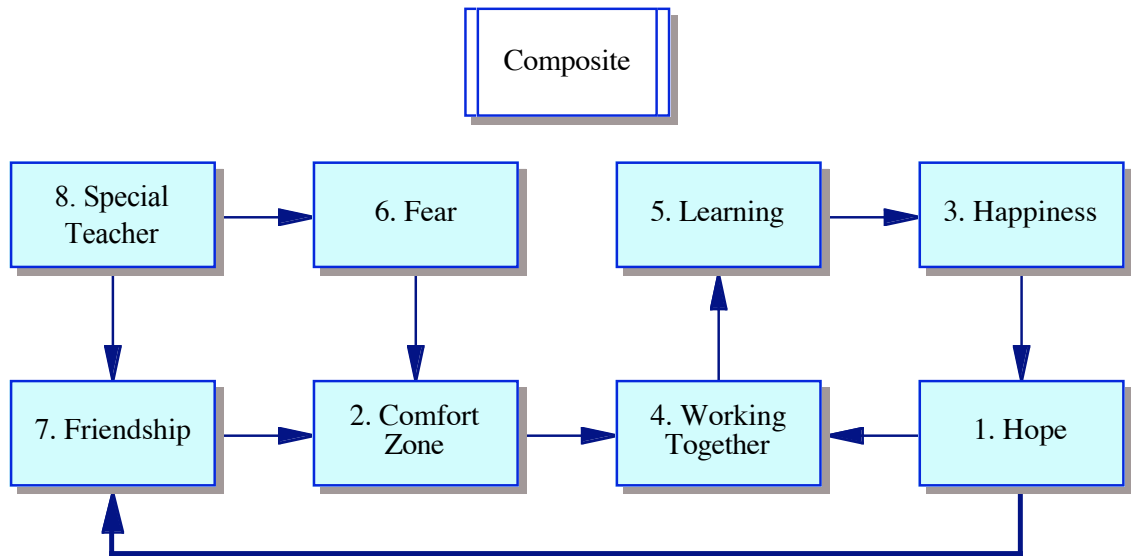 Composite
8. Special
Teacher
6. Fear
5. Learning
3. Happiness
7. Friendship
2. Comfort
Zone
4. Working
Together
1. Hope